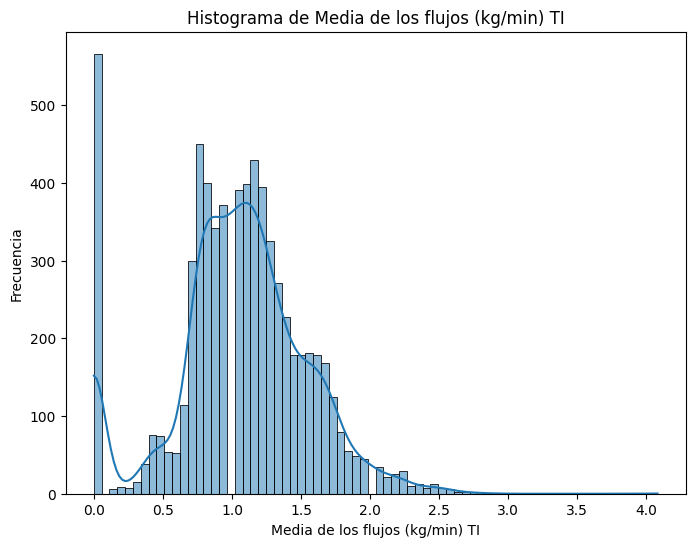 Histograma de Media de los flujos (kg/min) TI
Frecuencia
500
400
300
200
100
0
0.0 0.5 1.0 1.5 2.0 2.5 3.0 3.5 4.0
Media de los flujos (kg/min) TI